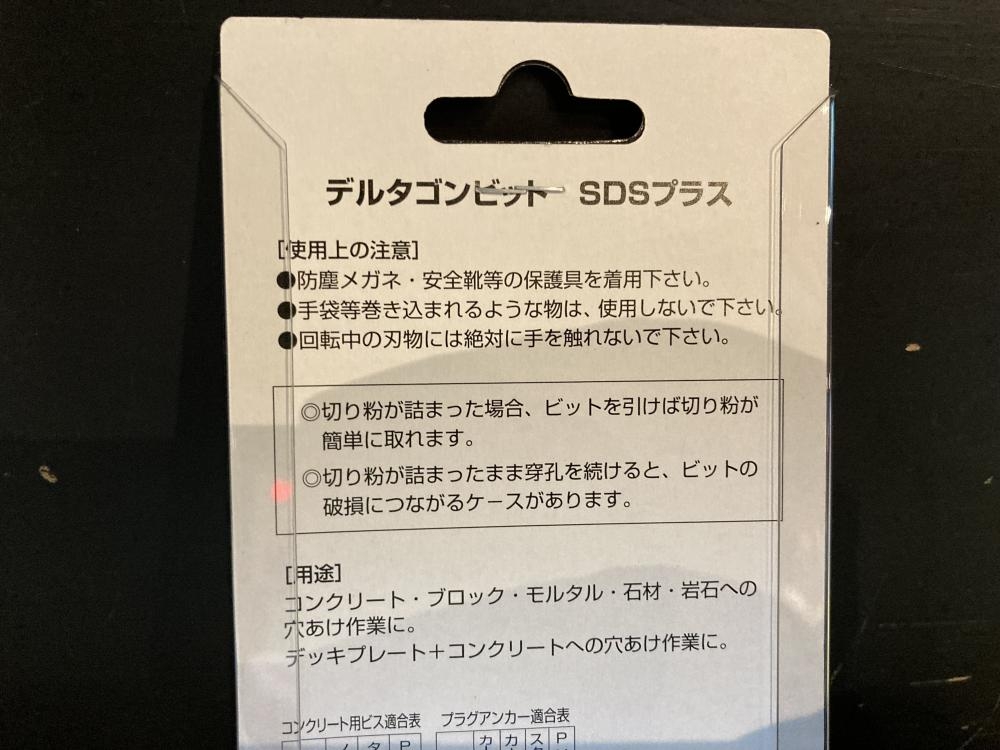 デルタゴンビット SDSプラス
[使用上の注意]
●防塵メガネ・安全靴等の保護具を着用下さい。
●手袋等巻き込まれるような物は、使用しないで下さい。
●回転中の刃物には絶対に手を触れないで下さい。
◎切り粉が詰まった場合、ビットを引けば切り粉が
簡単に取れます。
◎切り粉が詰まったまま穿孔を続けると、ビットの
破損につながるケースがあります。
[用途]
コンクリート・ブロック・モルタル・石材・岩石への
穴あけ作業に。
デッキプレート＋コンクリートへの穴あけ作業に。
コンクリート用ビス適合表 プラグアンカー適合表